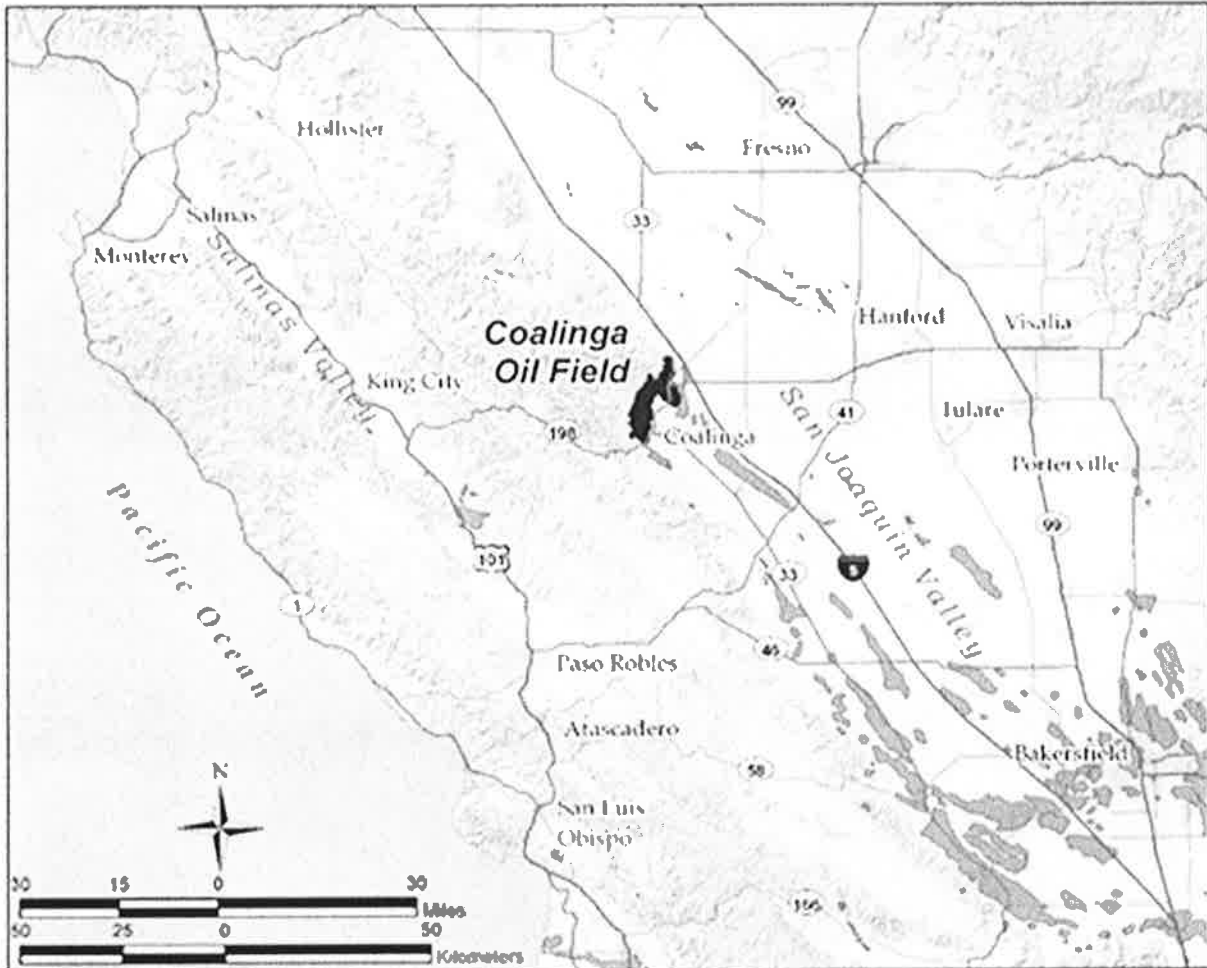 99
Hollister
Fresno
33
Salinas
Monterey
Salinas Valley
Hanford
Visalia
Coalinga
Oil Field
King City
San Joaquin Valley
41
Tulare
198
Coalinga
Porterville
Pacific Ocean
99
101
5
33
1
Paso Robles
46
Atascadero
Bakersfield
58
N
San Luis
Obispo
30 15 0 30
Miles
166
50 25 0 50
Kilometers